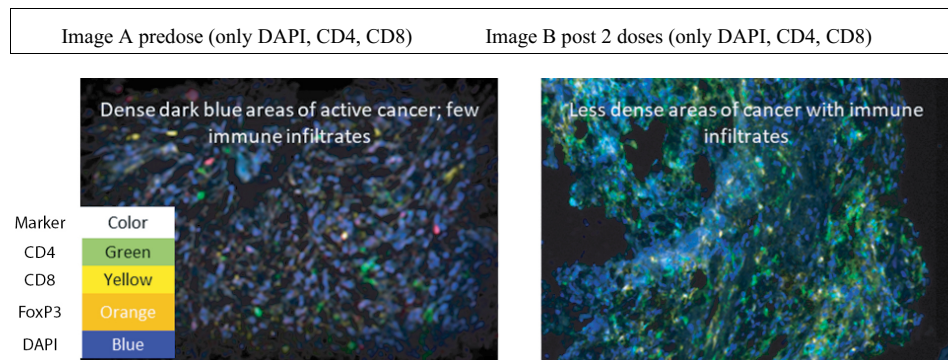 Image A predose (only DAPI, CD4, CD8)
Image B post 2 doses (only DAPI, CD4, CD8)
Dense dark blue areas of active cancer; few
immune infiltrates
Less dense areas of cancer with immune
infiltrates
Marker Color
CD4 Green
CD8 Yellow
FoxP3 Orange
DAPI Blue